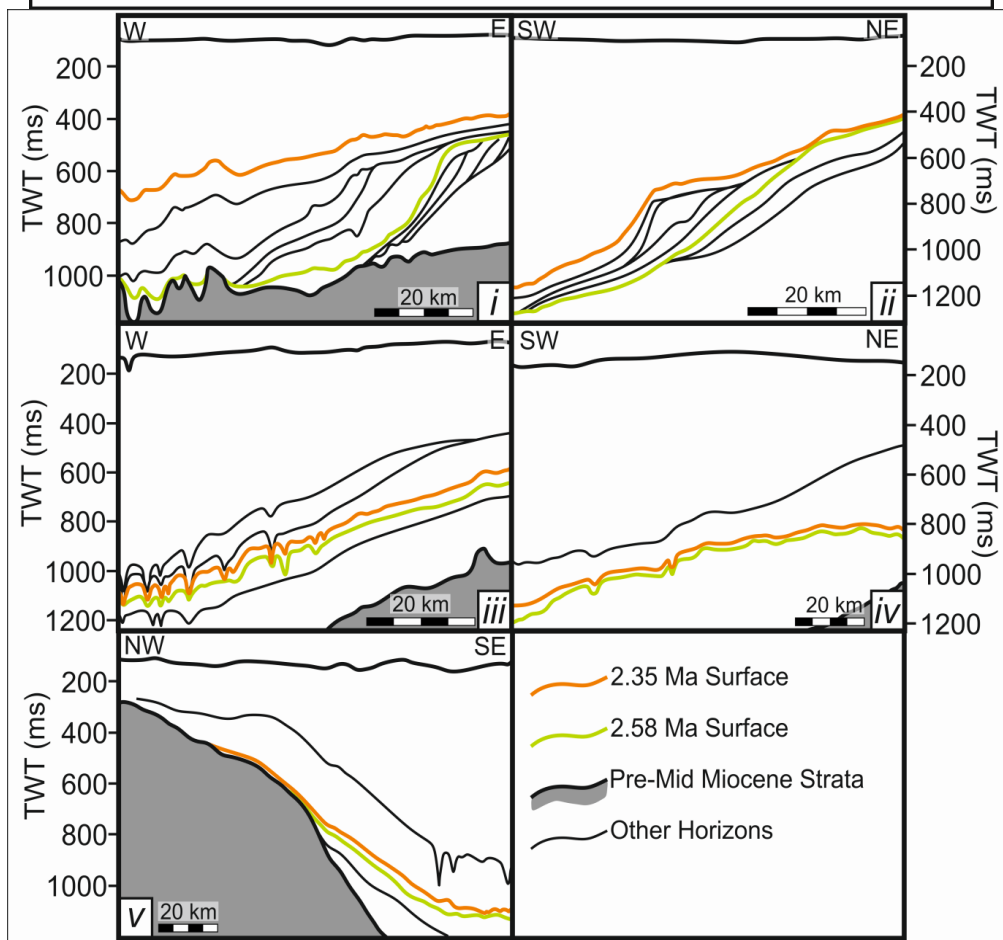 W
E
SW
NE
200
400
600
800
1000
TWT (ms)
20 km
i
200
400
600
800
1000
1200
TWT (ms)
20 km
ii
W
E
SW
NE
200
400
600
800
1000
1200
TWT (ms)
20 km
iii
200
400
600
800
1000
1200
TWT (ms)
20 km
iv
NW
SE
200
400
600
800
1000
TWT (ms)
20 km
v
2.35 Ma Surface
2.58 Ma Surface
Pre-Mid Miocene Strata
Other Horizons